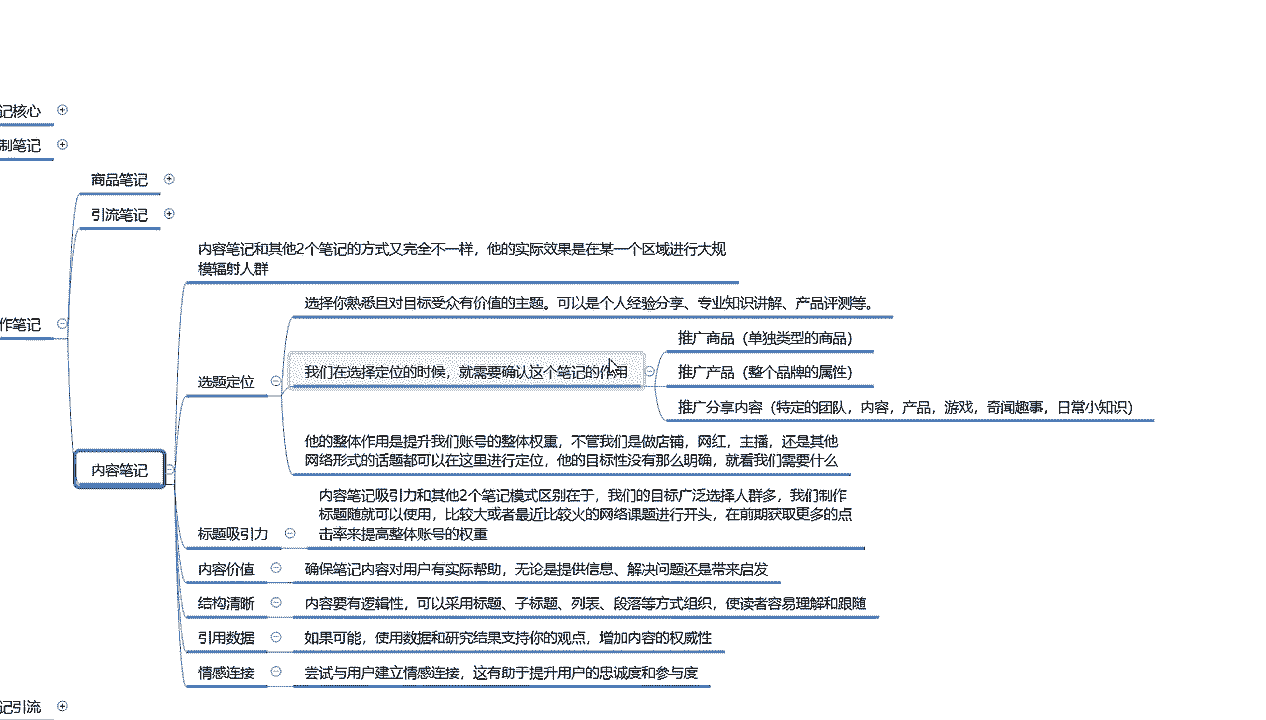 记核心
制笔记
商品笔记
引流笔记
内容笔记和其他2个笔记的方式又完全不一样，他的实际效果是在某一个区域进行大规
模辐射人群
选择你熟悉且对目标受众有价值的主题。可以是个人经验分享、专业知识讲解、产品评测等。
作笔记
推广商品（单独类型的商品）
我们在选择定位的时候，就需要确认这个笔记的作用
推广产品（整个品牌的属性）
选题定位
推广分享内容（特定的团队，内容，产品，游戏，奇闻趣事，日常小知识）
他的整体作用是提升我们账号的整体权重，不管我们是做店铺，网红，主播，还是其他
网络形式的话题都可以在这里进行定位，他的目标性没有那么明确，就看我们需要什么
内容笔记
内容笔记吸引力和其他2个笔记模式区别在于，我们的目标广泛选择人群多，我们制作
标题随就可以使用，比较大或者最近比较火的网络课题进行开头，在前期获取更多的点
击率来提高整体账号的权重
标题吸引力
内容价值
确保笔记内容对用户有实际帮助，无论是提供信息、解决问题还是带来启发
结构清晰
内容要有逻辑性，可以采用标题、子标题、列表、段落等方式组织，使读者容易理解和跟随
引用数据
如果可能，使用数据和研究结果支持你的观点，增加内容的权威性
情感连接
尝试与用户建立情感连接，这有助于提升用户的忠诚度和参与度
记引流